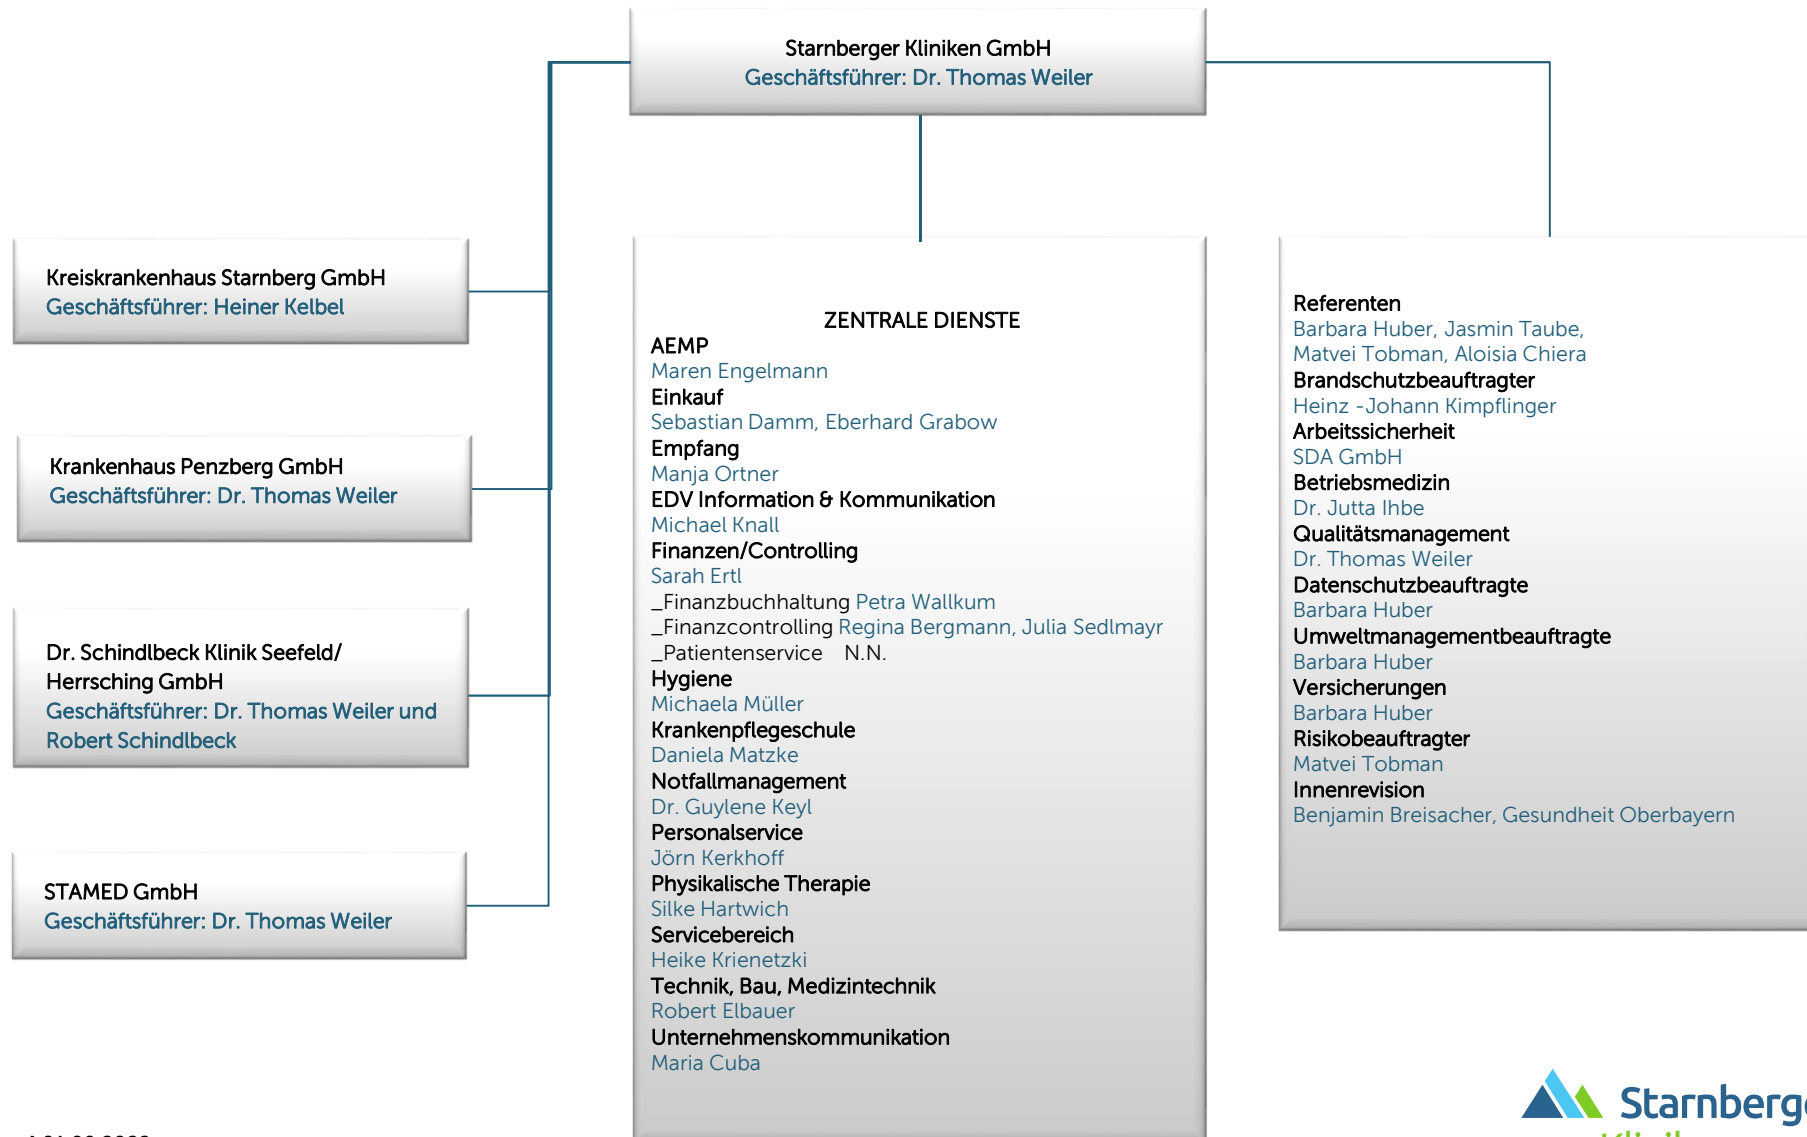 Starnberger Kliniken GmbH
Geschäftsführer: Dr. Thomas Weiler
Kreiskrankenhaus Starnberg GmbH
Geschäftsführer: Heiner Kelbel
Krankenhaus Penzberg GmbH
Geschäftsführer: Dr. Thomas Weiler
Dr. Schindlbeck Klinik Seefeld/
Herrsching GmbH
Geschäftsführer: Dr. Thomas Weiler und
Robert Schindlbeck
STAMED GmbH
Geschäftsführer: Dr. Thomas Weiler
ZENTRALE DIENSTE
AEMP
Maren Engelmann
Einkauf
Sebastian Damm, Eberhard Grabow
Empfang
Manja Ortner
EDV Information & Kommunikation
Michael Knall
Finanzen/Controlling
Sarah Ertl
_Finanzbuchhaltung Petra Wallkum
_Finanzcontrolling Regina Bergmann, Julia Sedlmayr
_Patientenservice N.N.
Hygiene
Michaela Müller
Krankenpflegeschule
Daniela Matzke
Notfallmanagement
Dr. Guylene Keyl
Personalservice
Jörn Kerkhoff
Physikalische Therapie
Silke Hartwich
Servicebereich
Heike Krienetzki
Technik, Bau, Medizintechnik
Robert Elbauer
Unternehmenskommunikation
Maria Cuba
Referenten
Barbara Huber, Jasmin Taube,
Matvei Tobman, Aloisia Chiera
Brandschutzbeauftragter
Heinz -Johann Kimpflinger
Arbeitssicherheit
SDA GmbH
Betriebsmedizin
Dr. Jutta Ihbe
Qualitätsmanagement
Dr. Thomas Weiler
Datenschutzbeauftragte
Barbara Huber
Umweltmanagementbeauftragte
Barbara Huber
Versicherungen
Barbara Huber
Risikobeauftragter
Matvei Tobman
Innenrevision
Benjamin Breisacher, Gesundheit Oberbayern
Starnberge